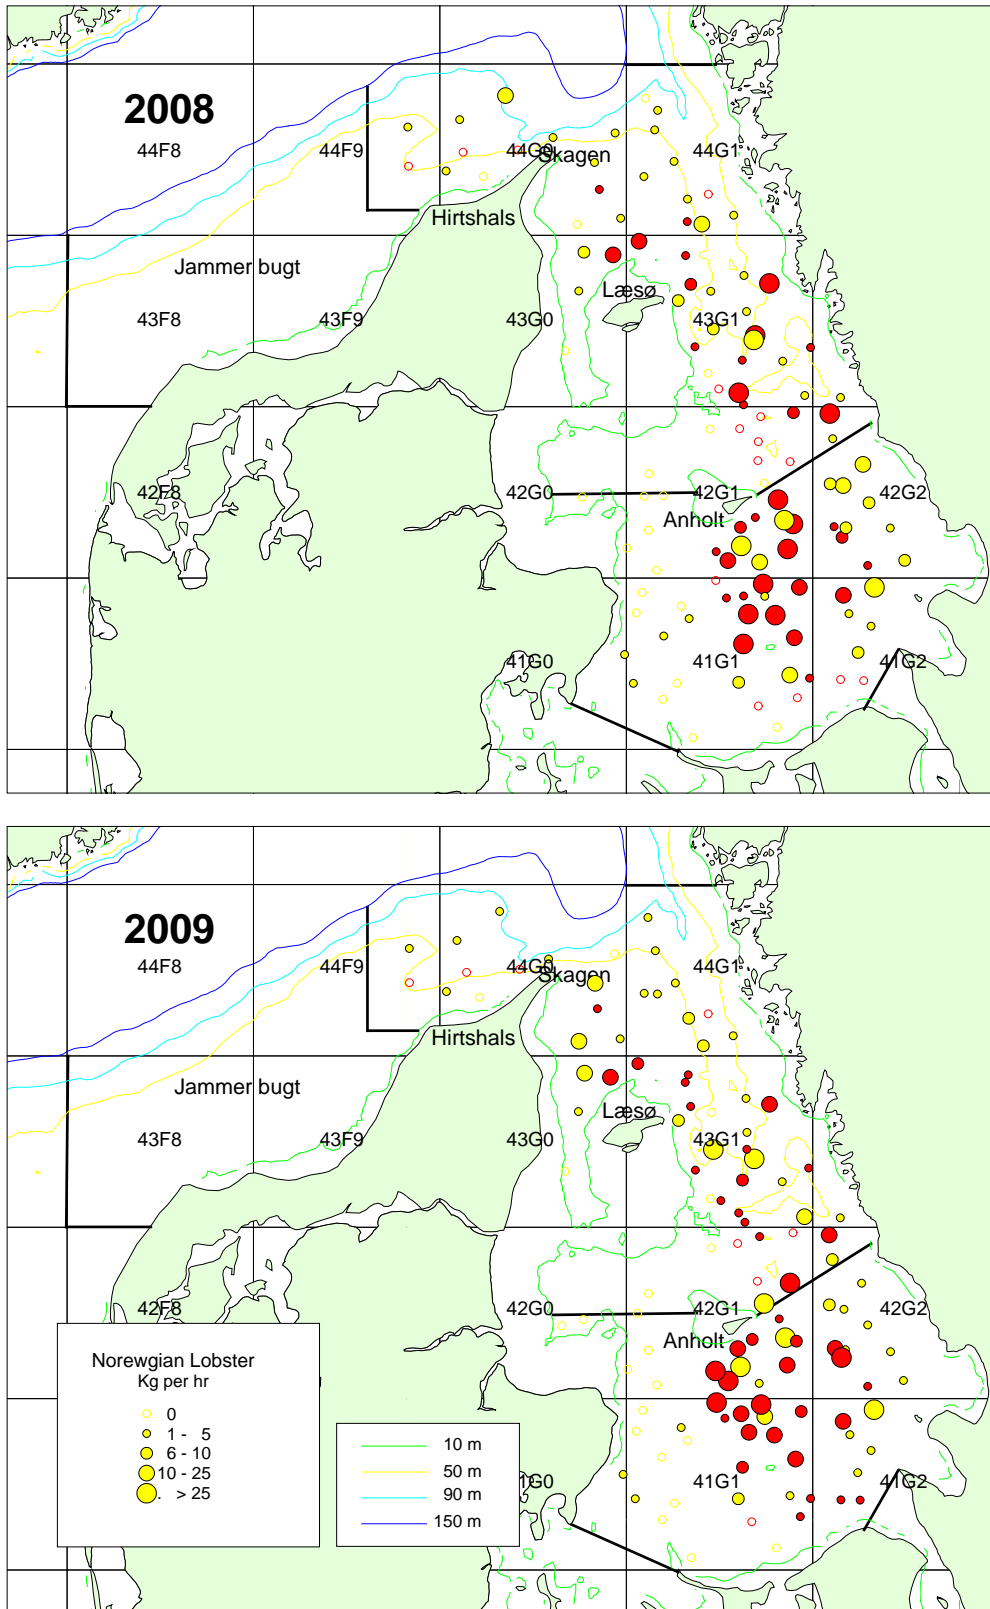 2008
44F8
44F9
44G0
44G1
Skagen
Hirtshals
Jammer bugt
Læsø
43F8
43F9
43G0
43G1
42F8
42G0
42G1
42G2
Anholt
41G0
41G1
41G2
2009
44F8
44F9
44G0
44G1
Skagen
Hirtshals
Jammer bugt
Læsø
43F8
43F9
43G0
43G1
42F8
42G0
42G1
42G2
Anholt
Norewgian Lobster
Kg per hr
0
1 - 5
6 - 10
10 - 25
. > 25
10 m
50 m
90 m
150 m
1G0
41G1
41G2